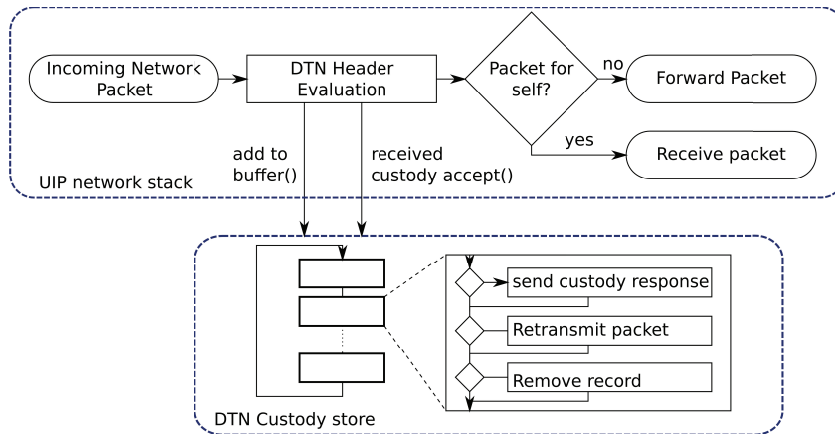 Incoming Network
Packet
DTN Header
Evaluation
Packet for
self?
no
Forward Packet
yes
Receive packet
add to
buffer()
received
custody accept()
UIP network stack
send custody response
Retransmit packet
Remove record
DTN Custody store